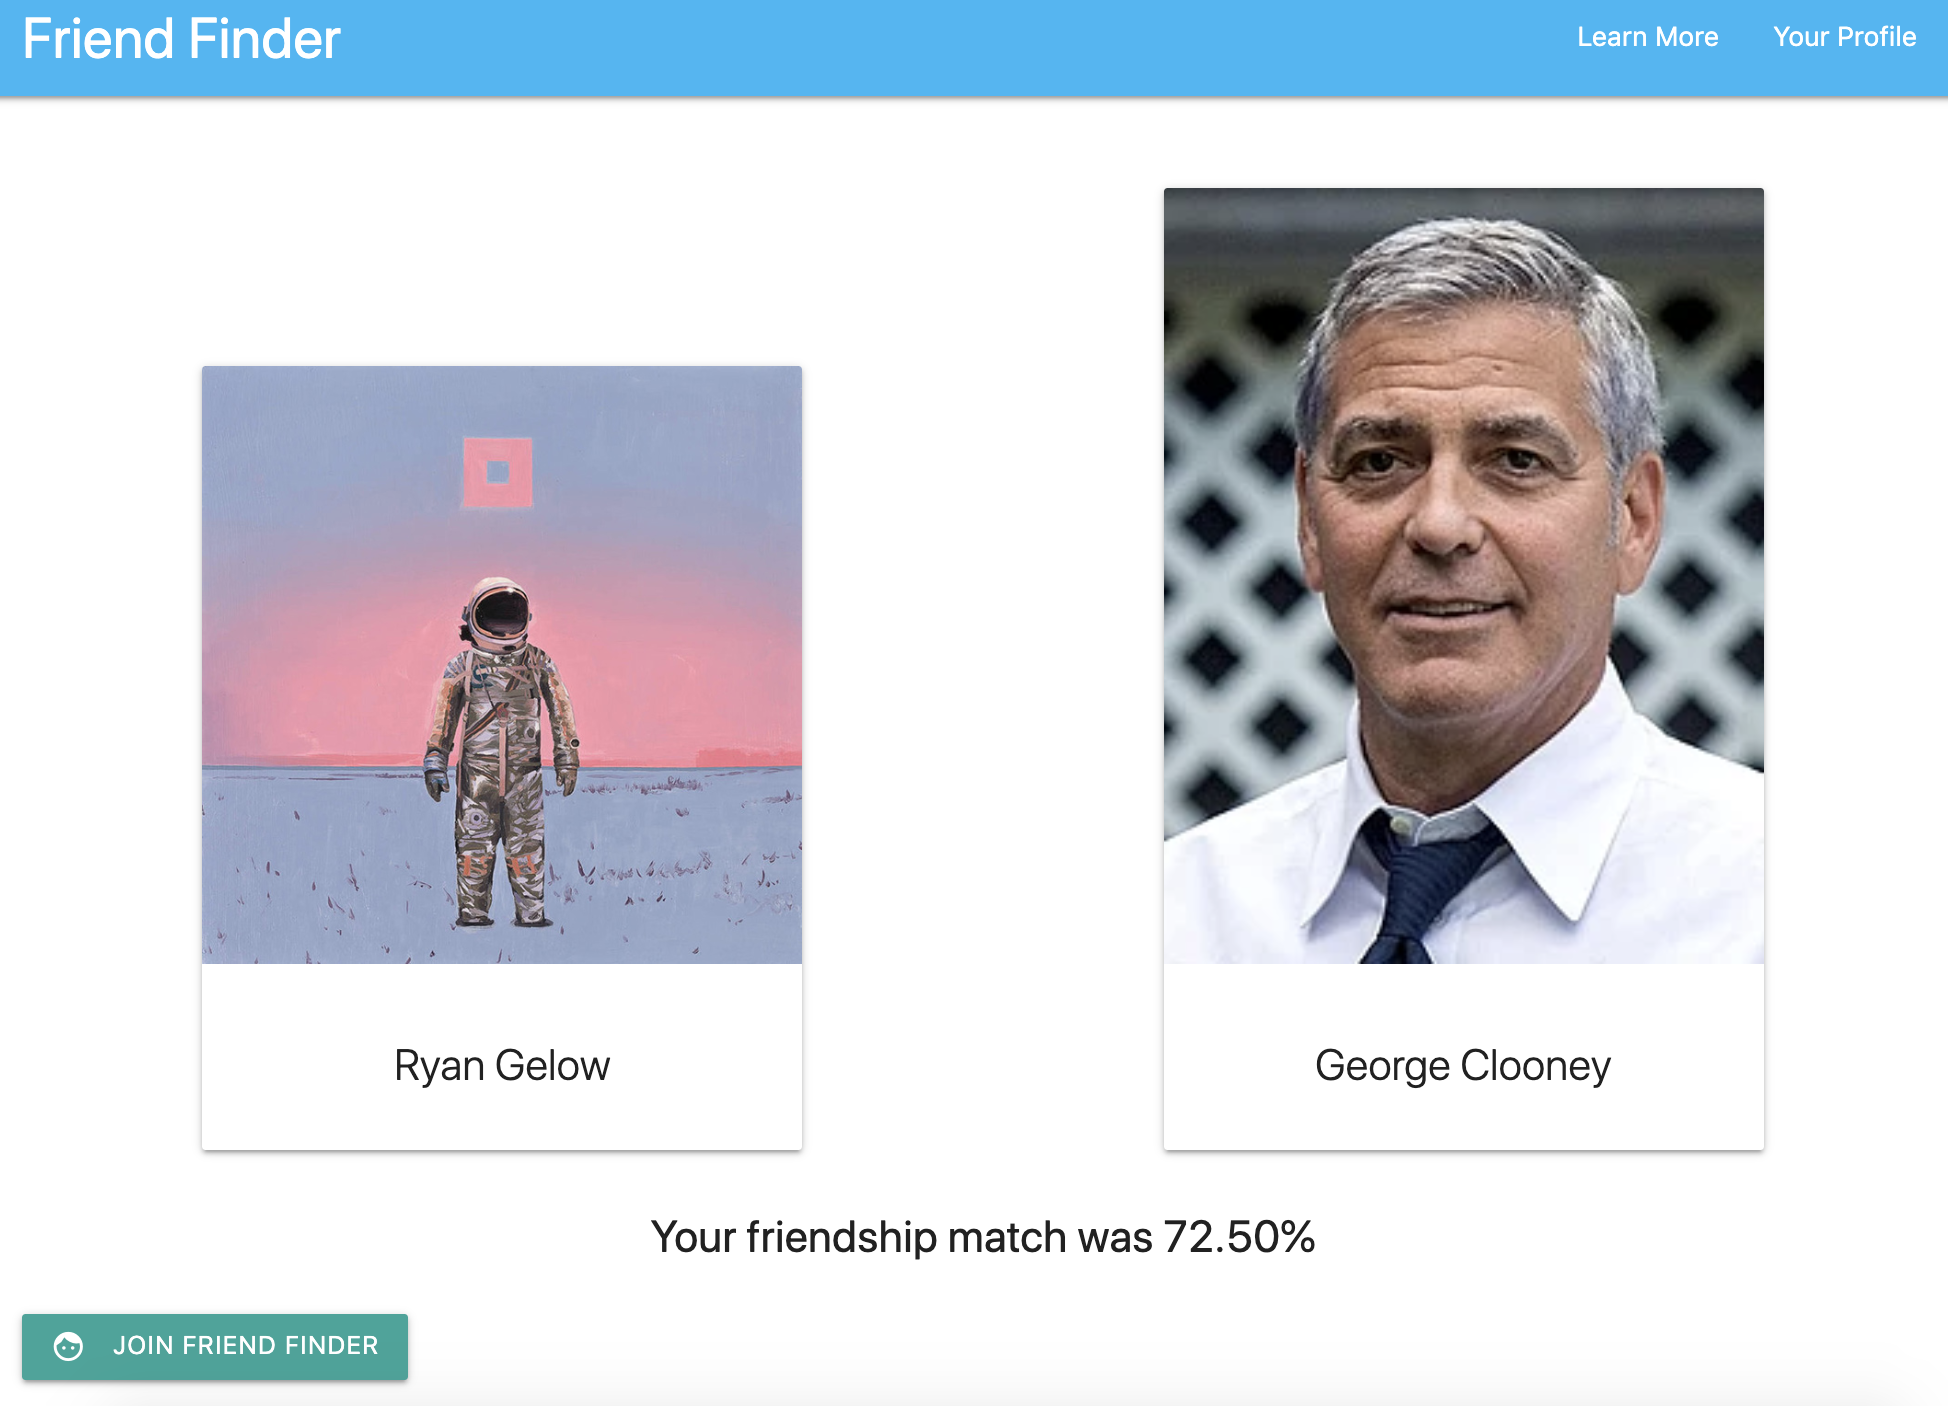 Friend Finder
Learn More
Your Profile
Ryan Gelow
George Clooney
Your friendship match was 72.50%
JOIN FRIEND FINDER